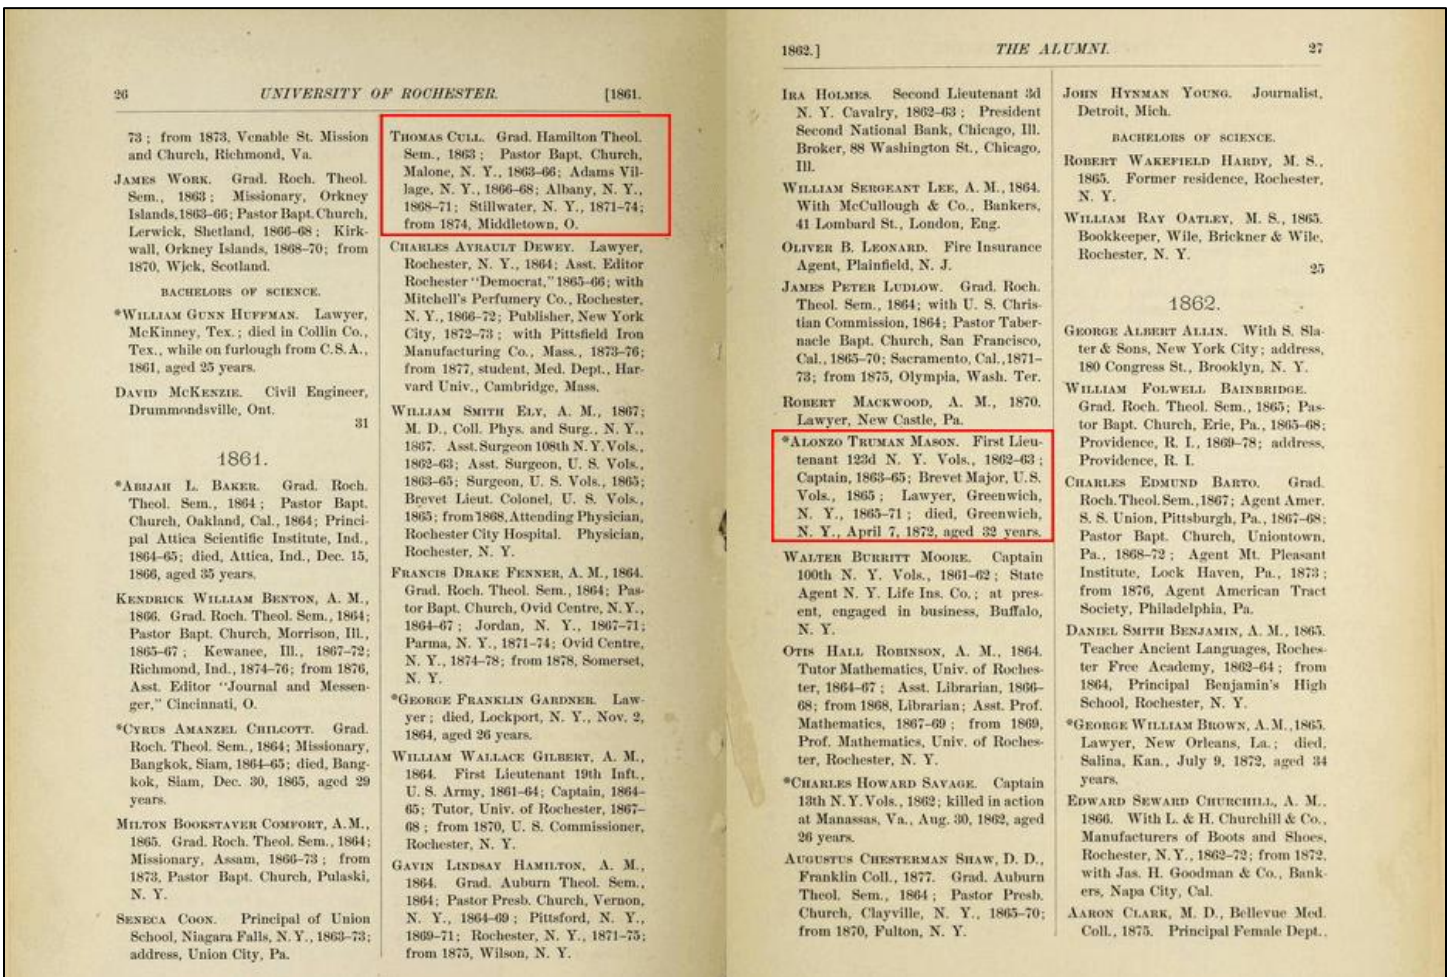 26 UNIVERSITY OF ROCHESTER. [1861.
73; from 1873, Venable St. Mission
and Church, Richmond, Va.
JAMES WORK. Grad. Roch. Theol.
Sem., 1863; Missionary, Orkney
Islands, 1863-66; Pastor Bapt. Church,
Lerwick, Shetland, 1866-68; Kirk-
wall, Orkney Islands, 1868-70; from
1870, Wick, Scotland.
BACHELORS OF SCIENCE.
*WILLIAM GUNN HUFFMAN. Lawyer,
McKinney, Tex.; died in Collin Co.,
Tex., while on furlough from C.S.A.,
1861, aged 25 years.
DAVID MCKENZIE. Civil Engineer,
Drummondsville, Ont.
31
1861.
*ABIJAH L. BAKER. Grad. Roch.
Theol. Sem., 1864; Pastor Bapt.
Church, Oakland, Cal., 1864; Princi-
pal Attica Scientific Institute, Ind.,
1864-65; died, Attica, Ind., Dec. 15,
1866, aged 35 years.
KENDRICK WILLIAM BENTON, A. M.,
1866. Grad. Roch. Theol. Sem., 1864;
Pastor Bapt. Church, Morrison, Ill.,
1865-67; Kewanee, Ill., 1867-72;
Richmond, Ind., 1874-76; from 1876,
Asst. Editor "Journal and Messen-
ger," Cincinnati, O.
*CYRUS AMANZEL CHILCOTT. Grad.
Roch. Theol. Sem., 1864; Missionary,
Bangkok, Siam, 1864-65; died, Bang-
kok, Siam, Dec. 30, 1865, aged 29
years.
MILTON BOOKSTAVER COMFORT, A.M.,
1865. Grad. Roch. Theol. Sem., 1864;
Missionary, Assam, 1866-73; from
1873, Pastor Bapt. Church, Pulaski,
N. Y.
SENECA COON. Principal of Union
School, Niagara Falls, N. Y., 1863-73;
address, Union City, Pa.
THOMAS CULL. Grad. Hamilton Theol.
Sem., 1863; Pastor Bapt. Church,
Malone, N. Y., 1863-66; Adams Vil-
lage, N. Y., 1866-68; Albany, N. Y.,
1868-71; Stillwater, N. Y., 1871-74;
from 1874, Middletown, O.
CHARLES AYRAULT DEWEY. Lawyer,
Rochester, N. Y., 1864; Asst. Editor
Rochester "Democrat," 1865-66; with
Mitchell's Perfumery Co., Rochester,
N. Y., 1866-72; Publisher, New York
City, 1872-73; with Pittsfield Iron
Manufacturing Co., Mass., 1873-76;
from 1877, student, Med. Dept., Har-
vard Univ., Cambridge, Mass.
WILLIAM SMITH ELY, A. M., 1867;
M. D., Coll. Phys. and Surg., N. Y.,
1867. Asst. Surgeon 108th N. Y. Vols.,
1862-63; Asst. Surgeon, U. S. Vols.,
1863-65; Surgeon, U. S. Vols., 1865;
Brevet Lieut. Colonel, U. S. Vols.,
1865; from 1868, Attending Physician,
Rochester City Hospital. Physician,
Rochester, N. Y.
FRANCIS DRAKE FENNER, A. M., 1864.
Grad. Roch. Theol. Sem., 1864; Pas-
tor Bapt. Church, Ovid Centre, N. Y.,
1864-67; Jordan, N. Y., 1867-71;
Parma, N. Y., 1871-74; Ovid Centre,
N. Y., 1874-78; from 1878, Somerset,
N. Y.
*GEORGE FRANKLIN GARDNER. Law-
yer; died, Lockport, N. Y., Nov. 2,
1864, aged 26 years.
WILLIAM WALLACE GILBERT, A. M.,
1864. First Lieutenant 19th Inft.,
U. S. Army, 1861-64; Captain, 1864-
65; Tutor, Univ. of Rochester, 1867-
68; from 1870, U. S. Commissioner,
Rochester, N. Y.
GAVIN LINDSAY HAMILTON, A. M.,
1864. Grad. Auburn Theol. Sem.,
1864; Pastor Presb. Church, Vernon,
N. Y., 1864-69; Pittsford, N. Y.,
1869-71; Rochester, N. Y., 1871-75;
from 1875, Wilson, N. Y.
1862.] THE ALUMNI. 27
IRA HOLMES. Second Lieutenant 3d
N. Y. Cavalry, 1862-63; President
Second National Bank, Chicago, Ill.
Broker, 88 Washington St., Chicago,
Ill.
WILLIAM SERGEANT LEE, A. M., 1864.
With McCullough & Co., Bankers,
41 Lombard St., London, Eng.
OLIVER B. LEONARD. Fire Insurance
Agent, Plainfield, N. J.
JAMES PETER LUDLOW. Grad. Roch.
Theol. Sem., 1864; with U. S. Chris-
tian Commission, 1864; Pastor Taber-
nacle Bapt. Church, San Francisco,
Cal., 1865-70; Sacramento, Cal., 1871-
73; from 1875, Olympia, Wash. Ter.
ROBERT MACKWOOD, A. M., 1870.
Lawyer, New Castle, Pa.
*ALONZO TRUMAN MASON. First Lieu-
tenant 123d N. Y. Vols., 1862-63;
Captain, 1863-65; Brevet Major, U. S.
Vols., 1865; Lawyer, Greenwich,
N. Y., 1865-71; died, Greenwich,
N. Y., April 7, 1872, aged 32 years.
WALTER BURRITT MOORE. Captain
100th N. Y. Vols., 1861-62; State
Agent N. Y. Life Ins. Co.; at pres-
ent, engaged in business, Buffalo,
N. Y.
OTIS HALL ROBINSON, A. M., 1864.
Tutor Mathematics, Univ. of Roches-
ter, 1864-67; Asst. Librarian, 1866-
68; from 1868, Librarian; Asst. Prof.
Mathematics, 1867-69; from 1869,
Prof. Mathematics, Univ. of Roches-
ter, Rochester, N. Y.
*CHARLES HOWARD SAVAGE. Captain
13th N. Y. Vols., 1862; killed in action
at Manassas, Va., Aug. 30, 1862, aged
26 years.
AUGUSTUS CHESTERMAN SHAW, D. D.,
Franklin Coll., 1877. Grad. Auburn
Theol. Sem., 1864; Pastor Presb.
Church, Clayville, N. Y., 1865-70;
from 1870, Fulton, N. Y.
JOHN HYNMAN YOUNG. Journalist,
Detroit, Mich.
BACHELORS OF SCIENCE.
ROBERT WAKEFIELD HARDY, M. S.,
1865. Former residence, Rochester,
N. Y.
WILLIAM RAY OATLEY, M. S., 1865.
Bookkeeper, Wile, Brickner & Wile,
Rochester, N. Y.
25
1862.
GEORGE ALBERT ALLIN. With S. Sla-
ter & Sons, New York City; address,
180 Congress St., Brooklyn, N. Y.
WILLIAM FOLWELL BAINBRIDGE.
Grad. Roch. Theol. Sem., 1865; Pas-
tor Bapt. Church, Erie, Pa., 1865-68;
Providence, R. I., 1869-78; address,
Providence, R. I.
CHARLES EDMUND BARTO. Grad.
Roch. Theol. Sem., 1867; Agent Amer.
S. S. Union, Pittsburgh, Pa., 1867-68;
Pastor Bapt. Church, Uniontown,
Pa., 1868-72; Agent Mt. Pleasant
Institute, Lock Haven, Pa., 1873;
from 1876, Agent American Tract
Society, Philadelphia, Pa.
DANIEL SMITH BENJAMIN, A. M., 1865.
Teacher Ancient Languages, Roches-
ter Free Academy, 1862-64; from
1864, Principal Benjamin's High
School, Rochester, N. Y.
*GEORGE WILLIAM BROWN, A. M., 1865.
Lawyer, New Orleans, La.; died,
Salina, Kan., July 9, 1872, aged 34
years.
EDWARD SEWARD CHURCHILL, A. M.,
1866. With L. & H. Churchill & Co.,
Manufacturers of Boots and Shoes,
Rochester, N. Y., 1862-72; from 1872,
with Jas. H. Goodman & Co., Bank-
ers, Napa City, Cal.
AARON CLARK, M. D., Bellevue Med.
Coll., 1875. Principal Female Dept.,